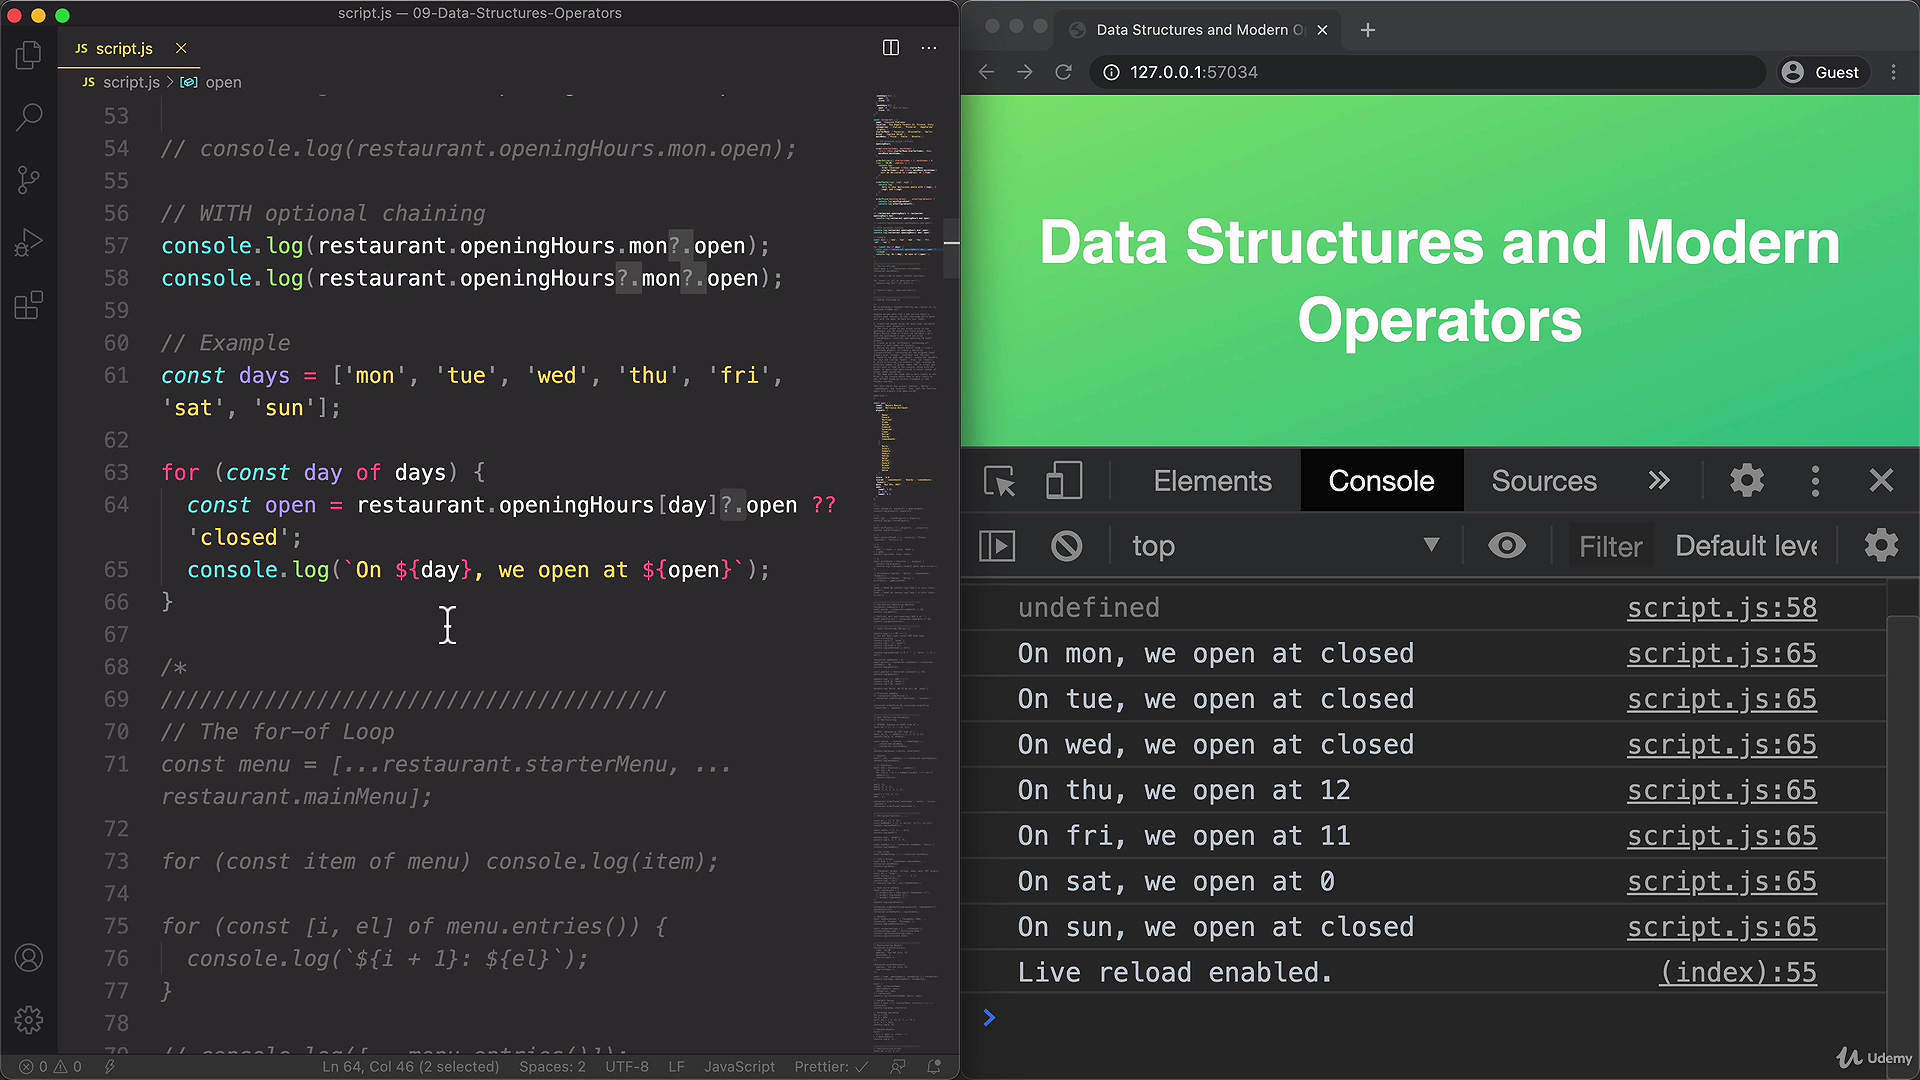 script.js — 09-Data-Structures-Operators
JS script.js
JS script.js > open
53
54 // console.log(restaurant.openingHours.mon.open);
55
56 // WITH optional chaining
57 console.log(restaurant.openingHours.mon?.open);
58 console.log(restaurant.openingHours?.mon?.open);
59
60 // Example
61 const days = ['mon', 'tue', 'wed', 'thu', 'fri',
'sat', 'sun'];
62
63 for (const day of days) {
64 const open = restaurant.openingHours[day]?.open ??
'closed';
65 console.log(`On ${day}, we open at ${open}`);
66 }
67
68 /*
69 ///////////////////////////////////////
70 // The for-of Loop
71 const menu = [...restaurant.starterMenu, ...
restaurant.mainMenu];
72
73 for (const item of menu) console.log(item);
74
75 for (const [i, el] of menu.entries()) {
76 console.log(`${i + 1}: ${el}`);
77 }
78
0 0 Ln 64, Col 46 (2 selected) Spaces: 2 UTF-8 LF JavaScript Prettier: ✓
Data Structures and Modern O
127.0.0.1:57034 Guest
Data Structures and Modern
Operators
Elements Console Sources
top Filter Default leve
undefined script.js:58
On mon, we open at closed script.js:65
On tue, we open at closed script.js:65
On wed, we open at closed script.js:65
On thu, we open at 12 script.js:65
On fri, we open at 11 script.js:65
On sat, we open at 0 script.js:65
On sun, we open at closed script.js:65
Live reload enabled. (index):55
Udemy